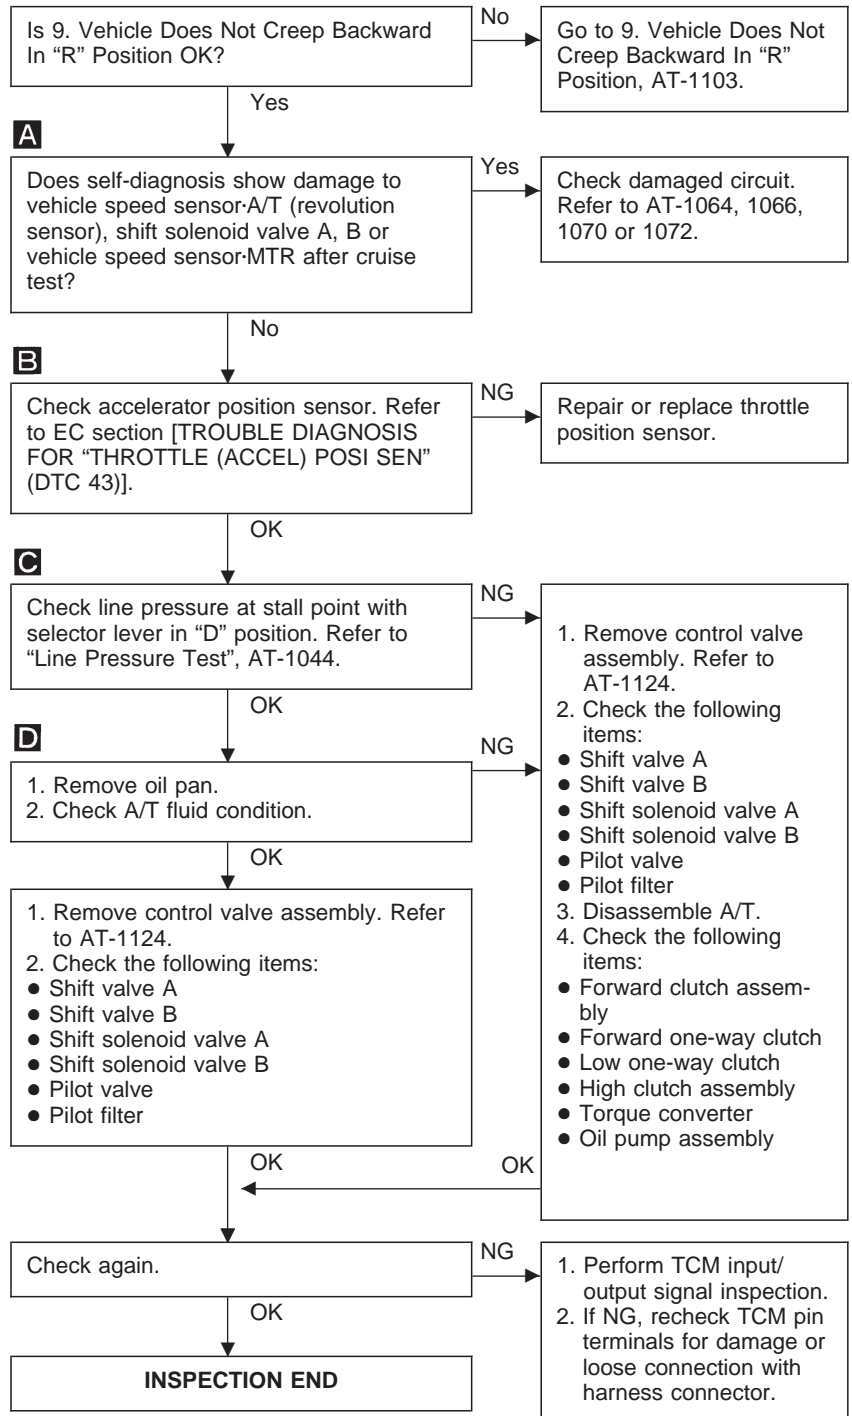 Is 9. Vehicle Does Not Creep Backward
In “R” Position OK?
No
Go to 9. Vehicle Does Not
Creep Backward In “R”
Position, AT-1103.
Yes
A
Does self-diagnosis show damage to
vehicle speed sensor·A/T (revolution
sensor), shift solenoid valve A, B or
vehicle speed sensor·MTR after cruise
test?
Yes
Check damaged circuit.
Refer to AT-1064, 1066,
1070 or 1072.
No
B
Check accelerator position sensor. Refer
to EC section [TROUBLE DIAGNOSIS
FOR “THROTTLE (ACCEL) POSI SEN”
(DTC 43)].
NG
Repair or replace throttle
position sensor.
OK
C
Check line pressure at stall point with
selector lever in “D” position. Refer to
“Line Pressure Test”, AT-1044.
NG
OK
D
1. Remove oil pan.
2. Check A/T fluid condition.
NG
1. Remove control valve
assembly. Refer to
AT-1124.
2. Check the following
items:
● Shift valve A
● Shift valve B
● Shift solenoid valve A
● Shift solenoid valve B
● Pilot valve
● Pilot filter
3. Disassemble A/T.
4. Check the following
items:
● Forward clutch assem-
bly
● Forward one-way clutch
● Low one-way clutch
● High clutch assembly
● Torque converter
● Oil pump assembly
OK
1. Remove control valve assembly. Refer
to AT-1124.
2. Check the following items:
● Shift valve A
● Shift valve B
● Shift solenoid valve A
● Shift solenoid valve B
● Pilot valve
● Pilot filter
OK
OK
Check again.
NG
1. Perform TCM input/
output signal inspection.
2. If NG, recheck TCM pin
terminals for damage or
loose connection with
harness connector.
OK
INSPECTION END